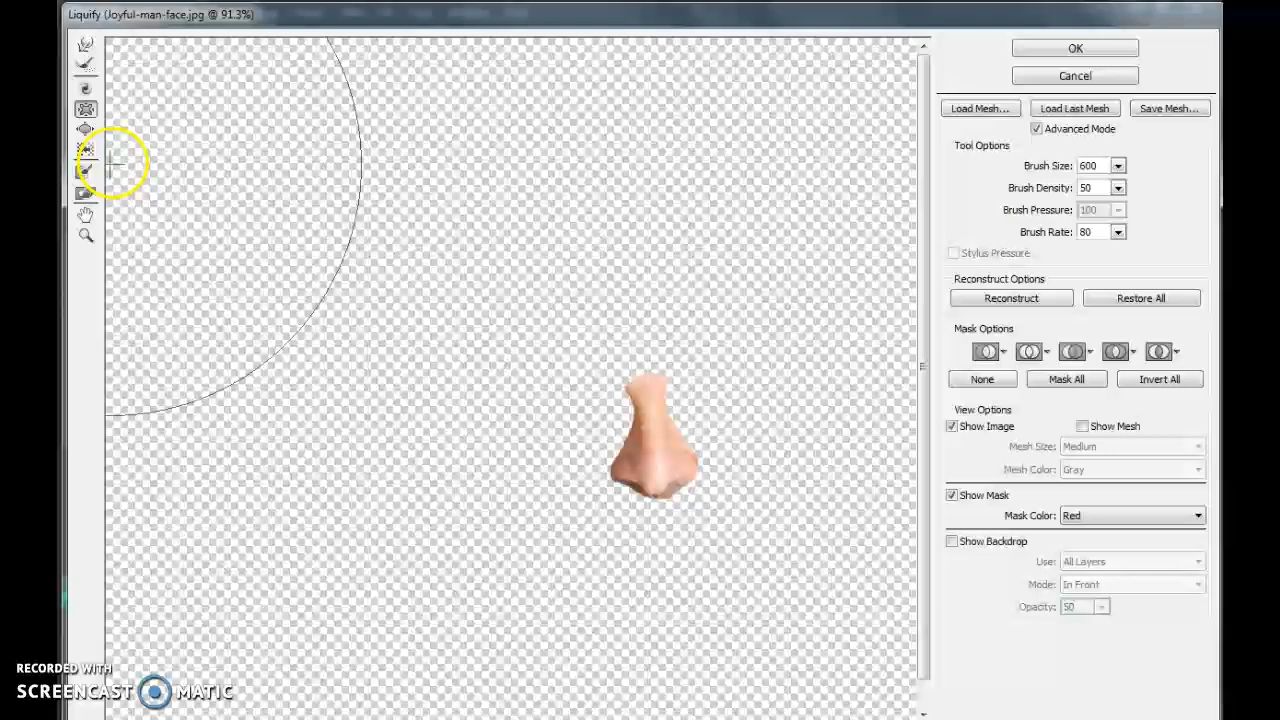 Liquify (Joyful-man-face.jpg @ 91.3%)
OK
Cancel
Load Mesh... Load Last Mesh Save Mesh...
Advanced Mode
Tool Options
Brush Size: 600
Brush Density: 50
Brush Pressure: 100
Brush Rate: 80
Stylus Pressure
Reconstruct Options
Reconstruct Restore All
Mask Options
None Mask All Invert All
View Options
Show Image Show Mesh
Mesh Size: Medium
Mesh Color: Gray
Show Mask
Mask Color: Red
Show Backdrop
Use: All Layers
Mode: In Front
Opacity: 50
RECORDED WITH
SCREENCAST MATIC